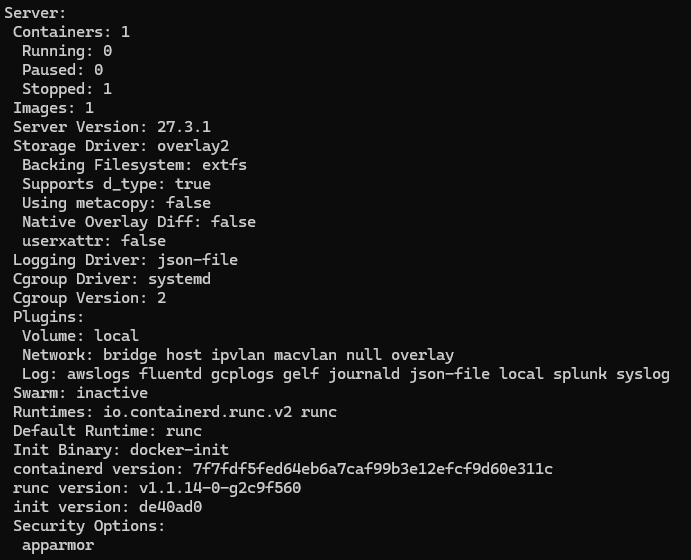 Server:
Containers: 1
Running: 0
Paused: 0
Stopped: 1
Images: 1
Server Version: 27.3.1
Storage Driver: overlay2
Backing Filesystem: extfs
Supports d_type: true
Using metacopy: false
Native Overlay Diff: false
userxattr: false
Logging Driver: json-file
Cgroup Driver: systemd
Cgroup Version: 2
Plugins:
Volume: local
Network: bridge host ipvlan macvlan null overlay
Log: awslogs fluentd gcplogs gelf journald json-file local splunk syslog
Swarm: inactive
Runtimes: io.containerd.runc.v2 runc
Default Runtime: runc
Init Binary: docker-init
containerd version: 7f7fdf5fed64eb6a7caf99b3e12efcf9d60e311c
runc version: v1.1.14-0-g2c9f560
init version: de40ad0
Security Options:
apparmor